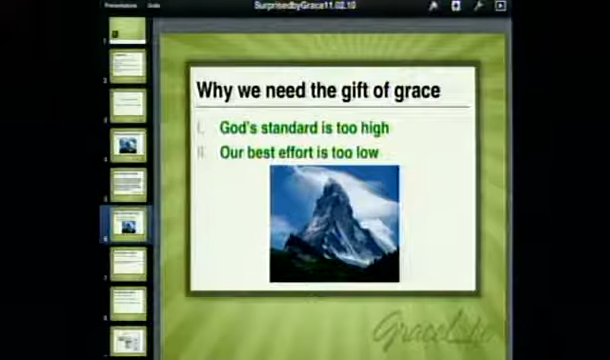 Presentations
SurprisedbyGrace11.02.10
Why we need the gift of grace
I. God's standard is too high
II. Our best effort is too low